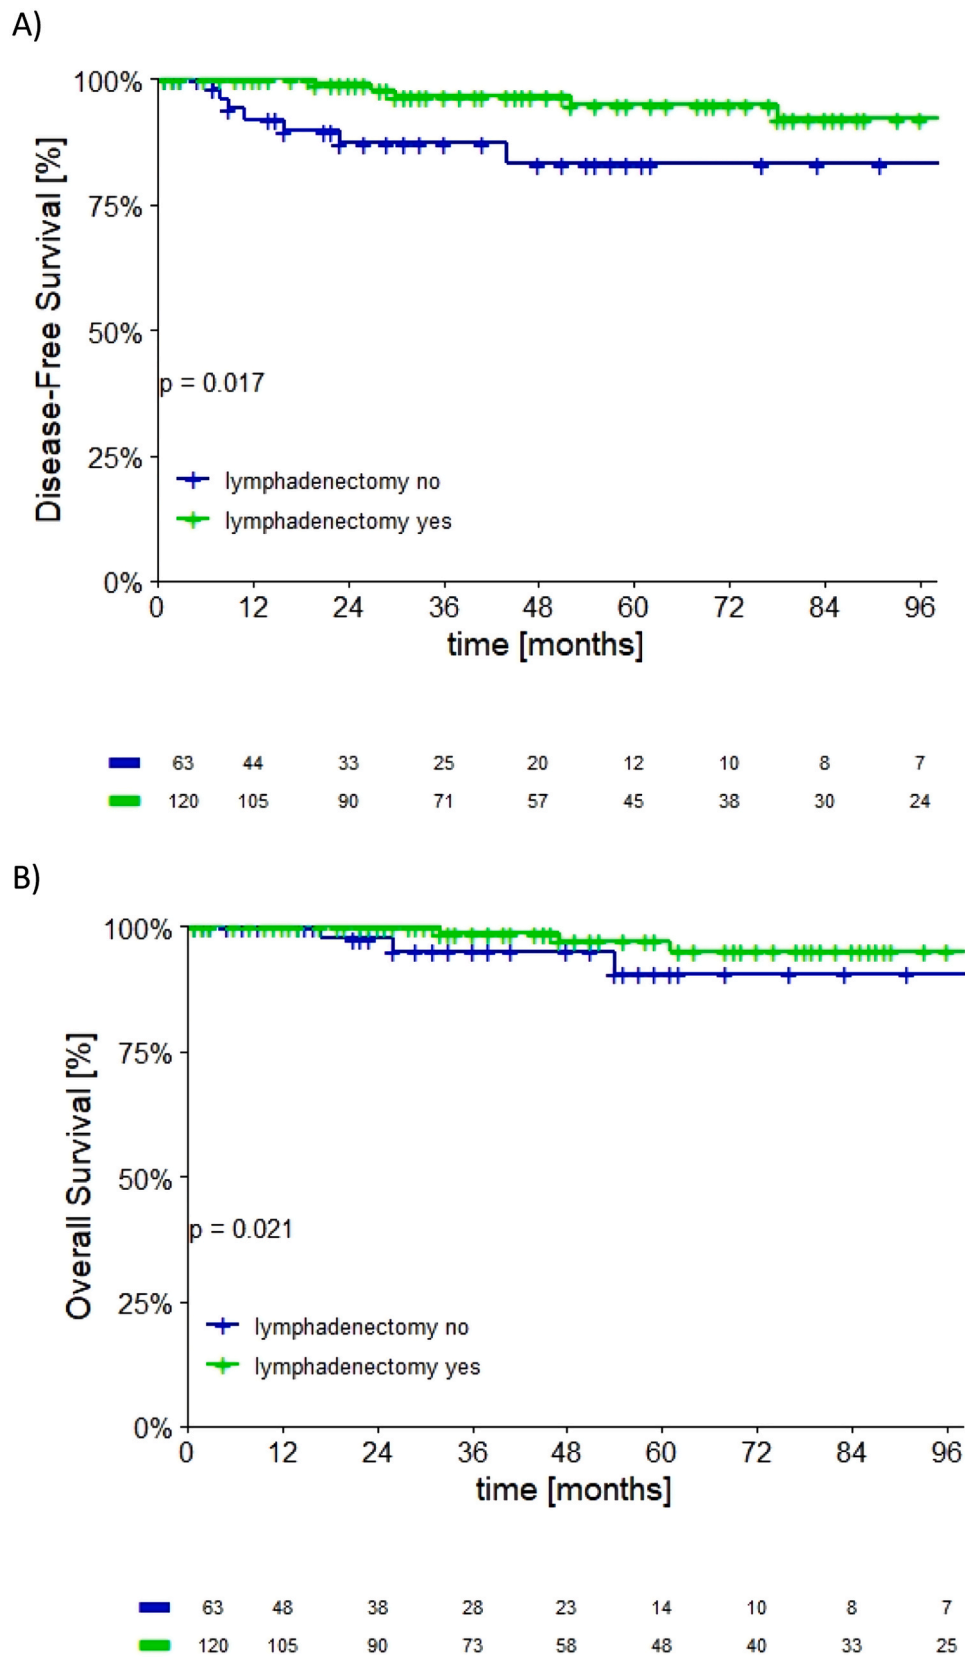 A)
100%
75%
50%
25%
0%
Disease-Free Survival [%]
p = 0.017
lymphadenectomy no
lymphadenectomy yes
0 12 24 36 48 60 72 84 96
time [months]
63 44 33 25 20 12 10 8 7
120 105 90 71 57 45 38 30 24
B)
100%
75%
50%
25%
0%
Overall Survival [%]
p = 0.021
lymphadenectomy no
lymphadenectomy yes
0 12 24 36 48 60 72 84 96
time [months]
63 48 38 28 23 14 10 8 7
120 105 90 73 58 48 40 33 25